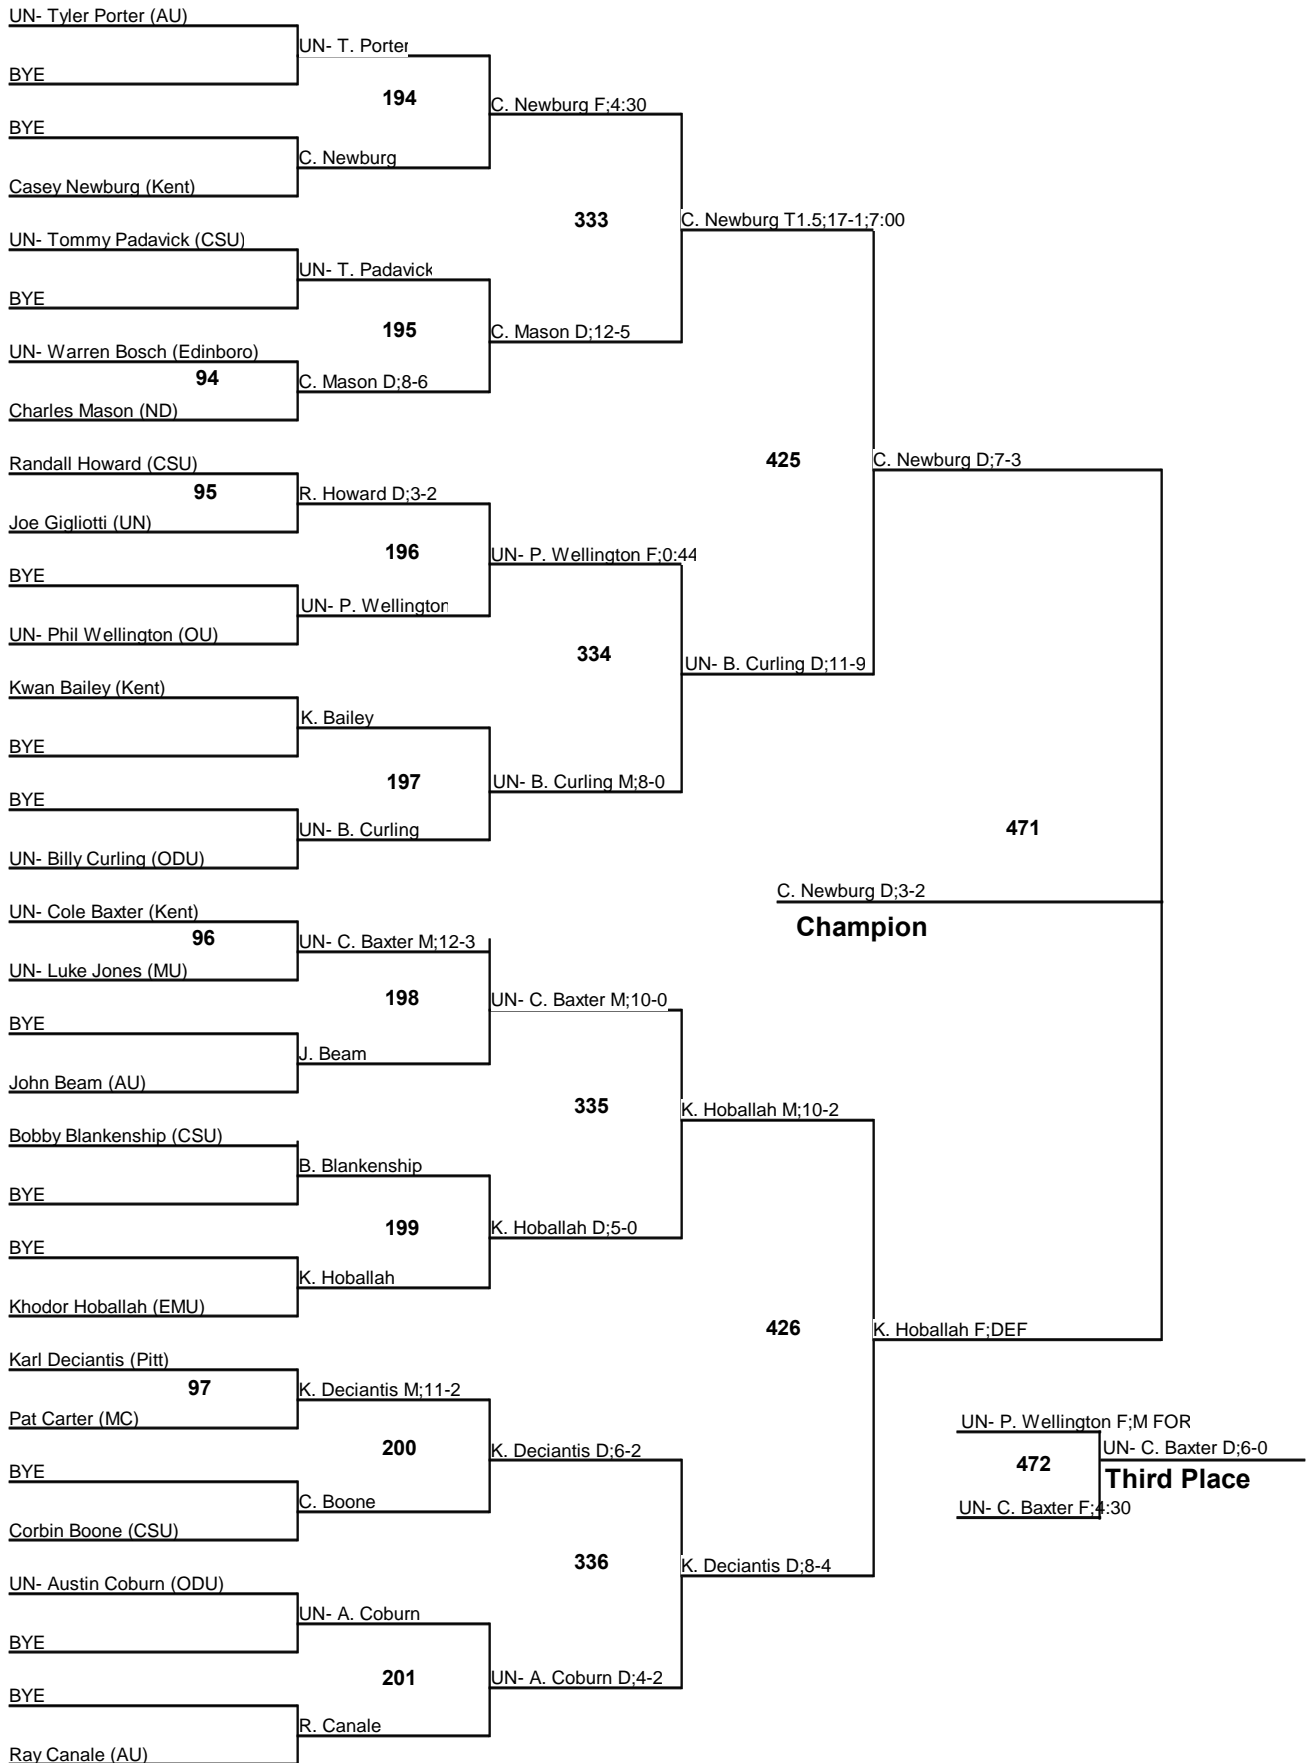 UN- Tyler Porter (AU)
UN- T. Porter
BYE
194
C. Newburg F;4:30
BYE
C. Newburg
Casey Newburg (Kent)
333
C. Newburg T1.5;17-1;7:00
UN- Tommy Padavick (CSU)
UN- T. Padavick
BYE
195
C. Mason D;12-5
UN- Warren Bosch (Edinboro)
94
C. Mason D;8-6
Charles Mason (ND)
425
C. Newburg D;7-3
Randall Howard (CSU)
95
R. Howard D;3-2
Joe Gigliotti (UN)
196
UN- P. Wellington F;0:44
BYE
UN- P. Wellington
UN- Phil Wellington (OU)
334
UN- B. Curling D;11-9
Kwan Bailey (Kent)
K. Bailey
BYE
197
UN- B. Curling M;8-0
BYE
UN- B. Curling
UN- Billy Curling (ODU)
471
C. Newburg D;3-2
Champion
UN- Cole Baxter (Kent)
96
UN- C. Baxter M;12-3
UN- Luke Jones (MU)
198
UN- C. Baxter M;10-0
BYE
J. Beam
John Beam (AU)
335
K. Hoballah M;10-2
Bobby Blankenship (CSU)
B. Blankenship
BYE
199
K. Hoballah D;5-0
BYE
K. Hoballah
Khodor Hoballah (EMU)
426
K. Hoballah F;DEF
Karl Deciantis (Pitt)
97
K. Deciantis M;11-2
Pat Carter (MC)
200
K. Deciantis D;6-2
BYE
C. Boone
Corbin Boone (CSU)
336
K. Deciantis D;8-4
UN- Austin Coburn (ODU)
UN- A. Coburn
BYE
201
UN- A. Coburn D;4-2
BYE
R. Canale
Ray Canale (AU)
UN- P. Wellington F;M FOR
472
UN- C. Baxter D;6-0
Third Place
UN- C. Baxter F;4:30